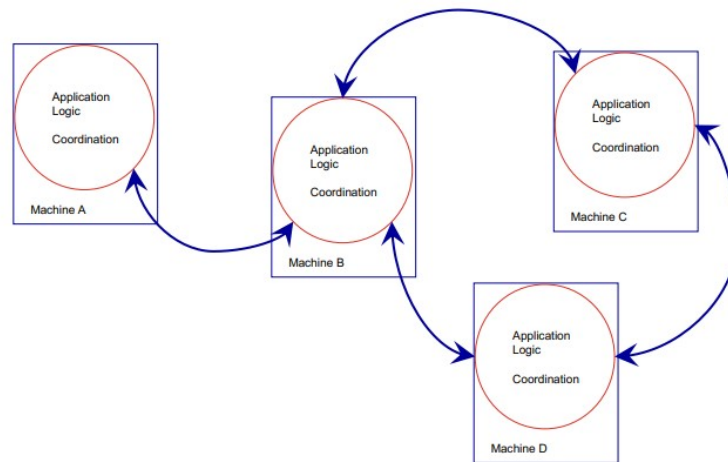 Application
Logic
Coordination
Machine A
Application
Logic
Coordination
Machine B
Application
Logic
Coordination
Machine C
Application
Logic
Coordination
Machine D